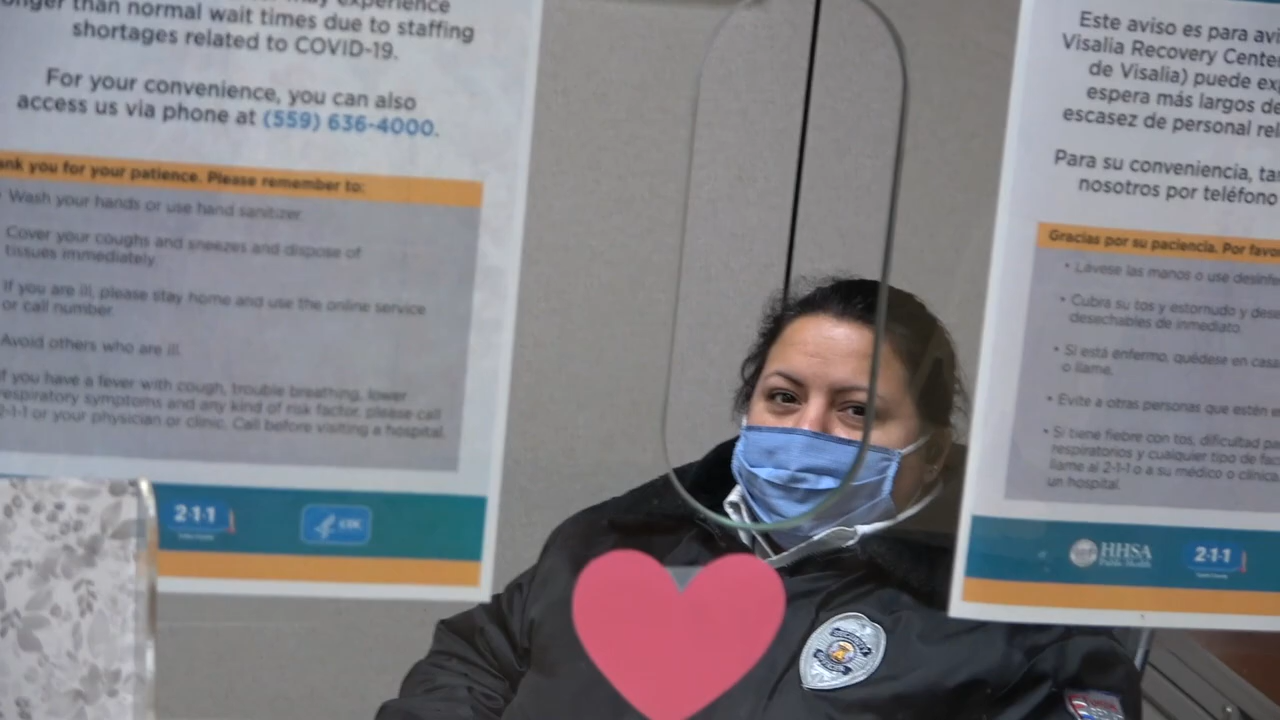 may experience
longer than normal wait times due to staffing
shortages related to COVID-19.
For your convenience, you can also
access us via phone at (559) 636-4000.
ank you for your patience. Please remember to:
Wash your hands or use hand sanitizer.
Cover your coughs and sneezes and dispose of
tissues immediately.
If you are ill, please stay home and use the online service
or call number.
Avoid others who are ill.
If you have a fever with cough, trouble breathing, lower
respiratory symptoms and any kind of risk factor, please call
2-1-1 or your physician or clinic. Call before visiting a hospital.
2·1·1
CDC
Este aviso es para avi
Visalia Recovery Center
de Visalia) puede exp
espera más largos de
escasez de personal rel
Para su conveniencia, tam
nosotros por teléfono
Gracias por su paciencia. Por favor
• Lávese las manos o use desinfe
• Cubra su tos y estornudo y dese
desechables de inmediato.
• Si está enfermo, quédese en casa
o llame.
• Evite a otras personas que estén e
• Si tiene fiebre con tos, dificultad pa
respiratorios y cualquier tipo de fac
llame al 2-1-1 o a su médico o clínica
un hospital.
HHSA
Public Health
2·1·1
SECURITY
OFFICER